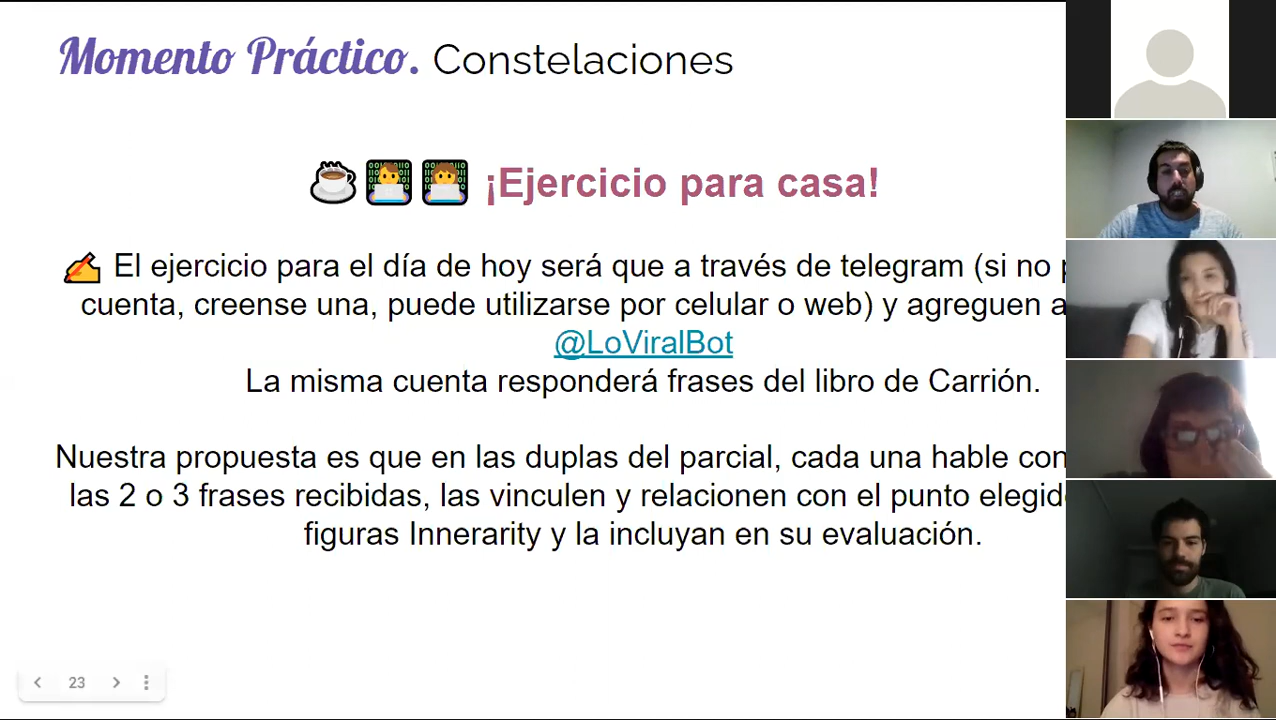 Momento Práctico. Constelaciones
¡Ejercicio para casa!
El ejercicio para el día de hoy será que a través de telegram (si no
cuenta, creense una, puede utilizarse por celular o web) y agreguen a
@LoViralBot
La misma cuenta responderá frases del libro de Carrión.
Nuestra propuesta es que en las duplas del parcial, cada una hable con
las 2 o 3 frases recibidas, las vinculen y relacionen con el punto
figuras Innerarity y la incluyan en su evaluación.
23